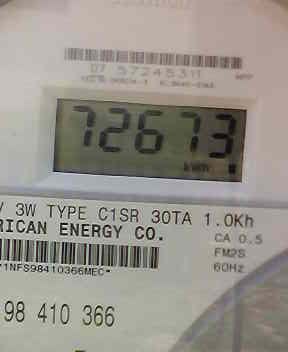 07 57245311
72673
kWh
V 3W TYPE C1SR 30TA 1.0Kh
RICAN ENERGY CO.
CA 0.5
FM2S
60Hz
*1NFS98410366MEC*
98 410 366